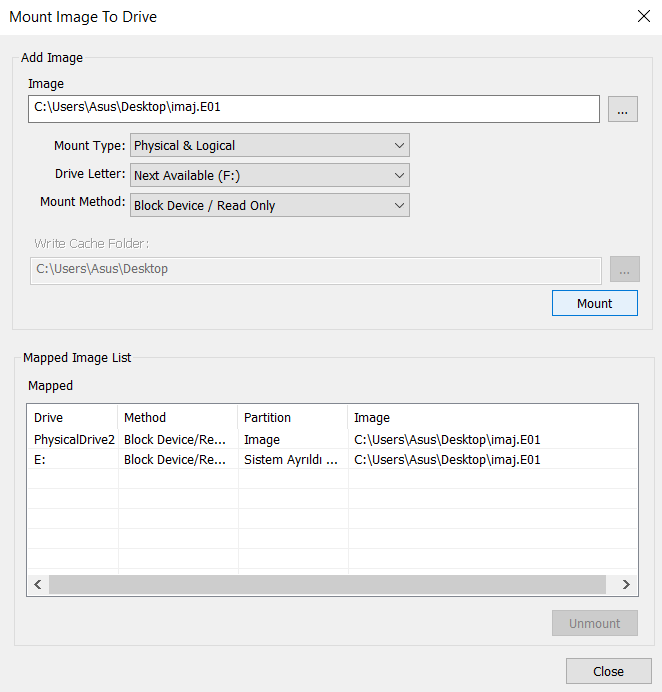 Mount Image To Drive
Add Image
Image
C:\Users\Asus\Desktop\imaj.E01
...
Mount Type: Physical & Logical
Drive Letter: Next Available (F:)
Mount Method: Block Device / Read Only
Write Cache Folder:
C:\Users\Asus\Desktop
...
Mount
Mapped Image List
Mapped
Drive Method Partition Image
PhysicalDrive2 Block Device/Re... Image C:\Users\Asus\Desktop\imaj.E01
E: Block Device/Re... Sistem Ayrıldı ... C:\Users\Asus\Desktop\imaj.E01
Unmount
Close